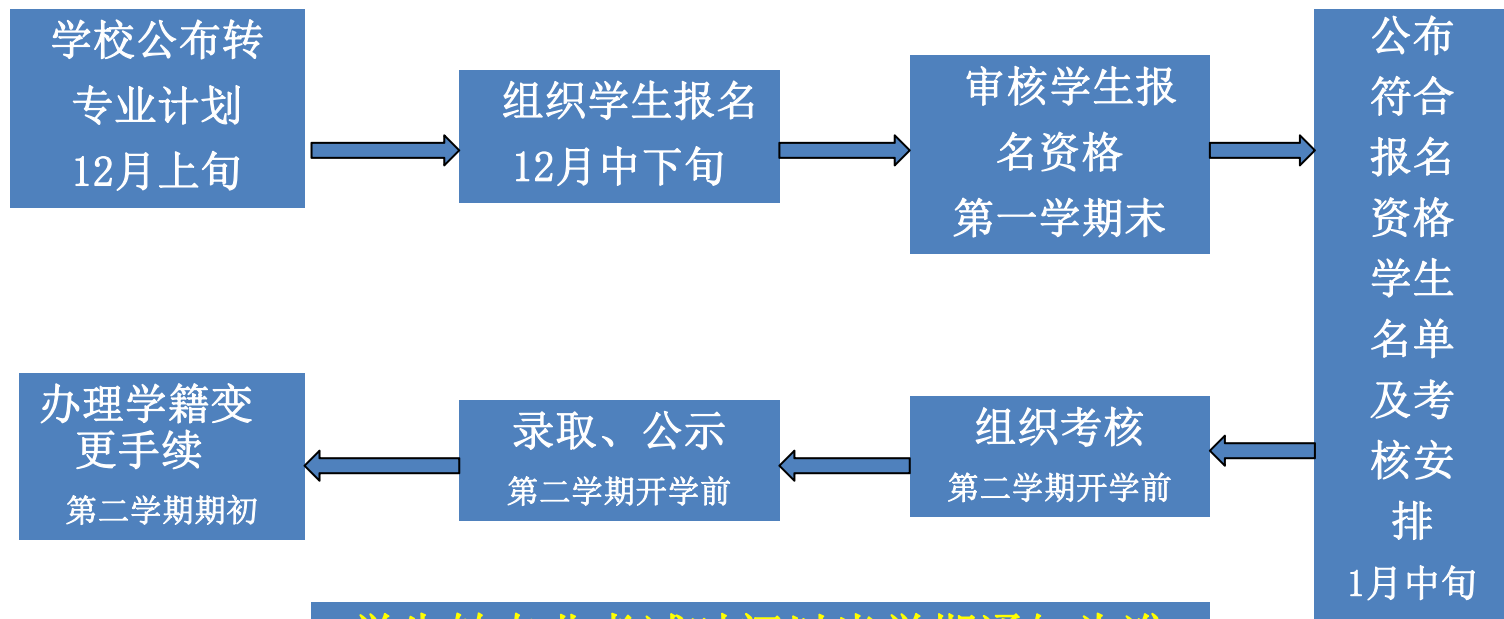 学校公布转
专业计划
12月上旬
组织学生报名
12月中下旬
审核学生报
名资格
第一学期末
公布
符合
报名
资格
学生
名单
及考
核安
排
1月中旬
组织考核
第二学期开学前
录取、公示
第二学期开学前
办理学籍变
更手续
第二学期期初